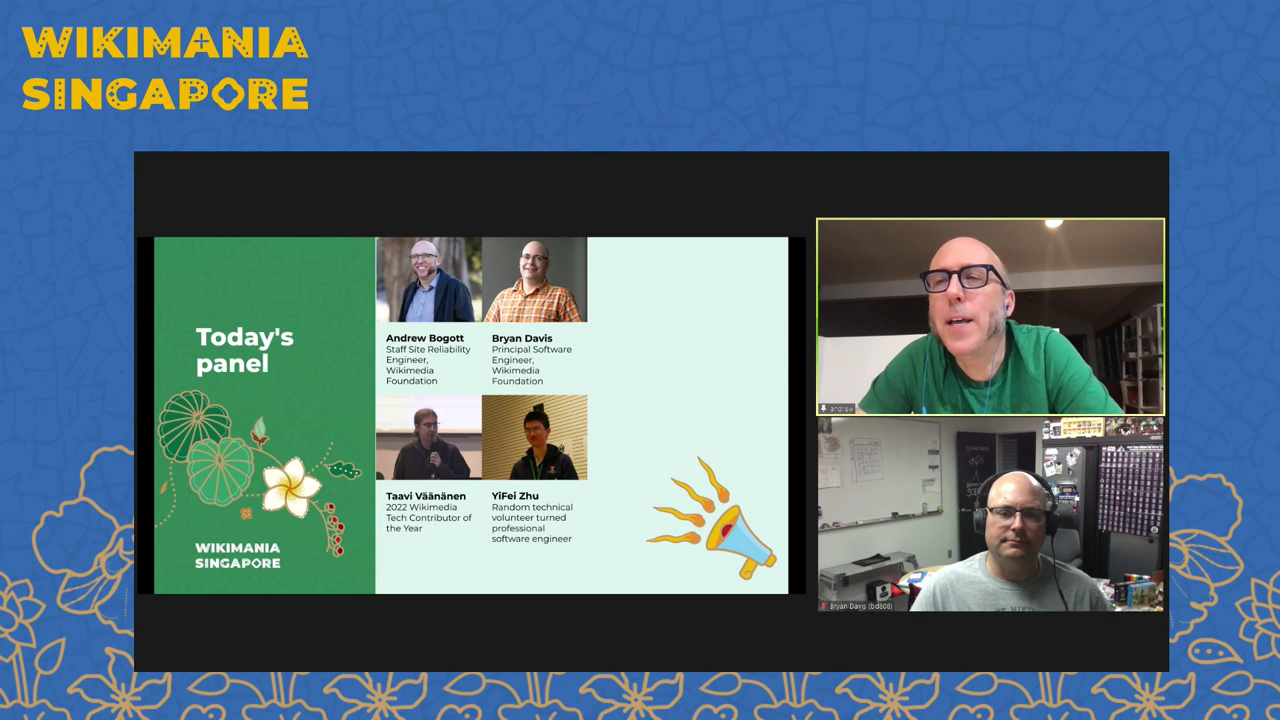 WIKIMANIA
SINGAPORE
Today's
panel
WIKIMANIA
SINGAPORE
Andrew Bogott
Staff Site Reliability
Engineer,
Wikimedia
Foundation
Bryan Davis
Principal Software
Engineer,
Wikimedia
Foundation
Taavi Väänänen
2022 Wikimedia
Tech Contributor of
the Year
YiFei Zhu
Random technical
volunteer turned
professional
software engineer
andrew
Bryan Davis (bd808)